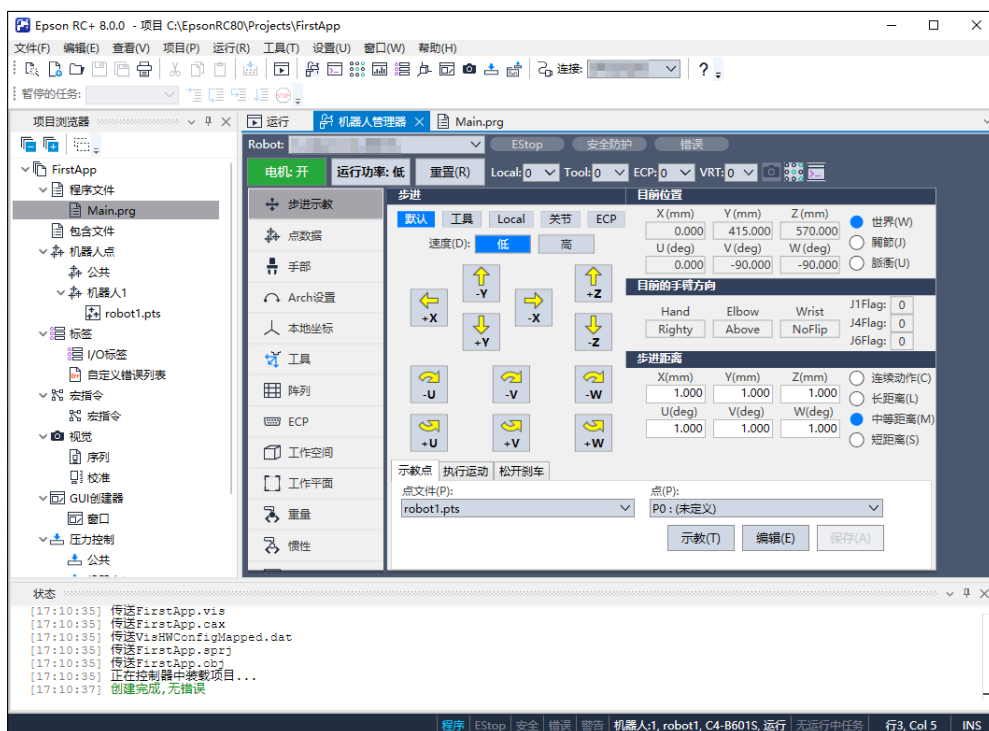 Epson RC+ 8.0.0 - 项目 C:\EpsonRC80\Projects\FirstApp
文件(F) 编辑(E) 查看(V) 项目(P) 运行(R) 工具(T) 设置(U) 窗口(W) 帮助(H)
连接:
暂停的任务:
项目浏览器
FirstApp
程序文件
Main.prg
包含文件
机器人点
公共
机器人1
robot1.pts
标签
I/O标签
自定义错误列表
宏指令
宏指令
视觉
序列
校准
GUI创建器
窗口
压力控制
公共
运行 机器人管理器 Main.prg
Robot: EStop 安全防护 错误
电机: 开 运行功率: 低 重置(R) Local: 0 Tool: 0 ECP: 0 VRT: 0
步进示教
点数据
手部
Arch设置
本地坐标
工具
阵列
ECP
工作空间
工作平面
重量
惯性
步进
默认 工具 Local 关节 ECP
速度(D): 低 高
-Y +Z
+X -X
+Y -Z
-U -V -W
+U +V +W
目前位置
X (mm) Y (mm) Z (mm)
0.000 415.000 570.000
U (deg) V (deg) W (deg)
0.000 -90.000 -90.000
世界(W)
關節(J)
脈衝(U)
目前的手臂方向
Hand Elbow Wrist
Righty Above NoFlip
J1Flag: 0
J4Flag: 0
J6Flag: 0
步进距离
X(mm) Y(mm) Z(mm)
1.000 1.000 1.000
U(deg) V(deg) W(deg)
1.000 1.000 1.000
连续动作(C)
长距离(L)
中等距离(M)
短距离(S)
示教点 执行运动 松开刹车
点文件(P): 点(P):
robot1.pts P0 : (未定义)
示教(T) 编辑(E) 保存(A)
状态
[17:10:35] 传送FirstApp.vis
[17:10:35] 传送FirstApp.cax
[17:10:35] 传送VisHWConfigMapped.dat
[17:10:35] 传送FirstApp.sprj
[17:10:35] 传送FirstApp.obj
[17:10:35] 正在控制器中装载项目...
[17:10:37] 创建完成,无错误
程序 EStop 安全 错误 警告 机器人:1, robot1, C4-B601S, 运行 无运行中任务 行3, Col 5 INS